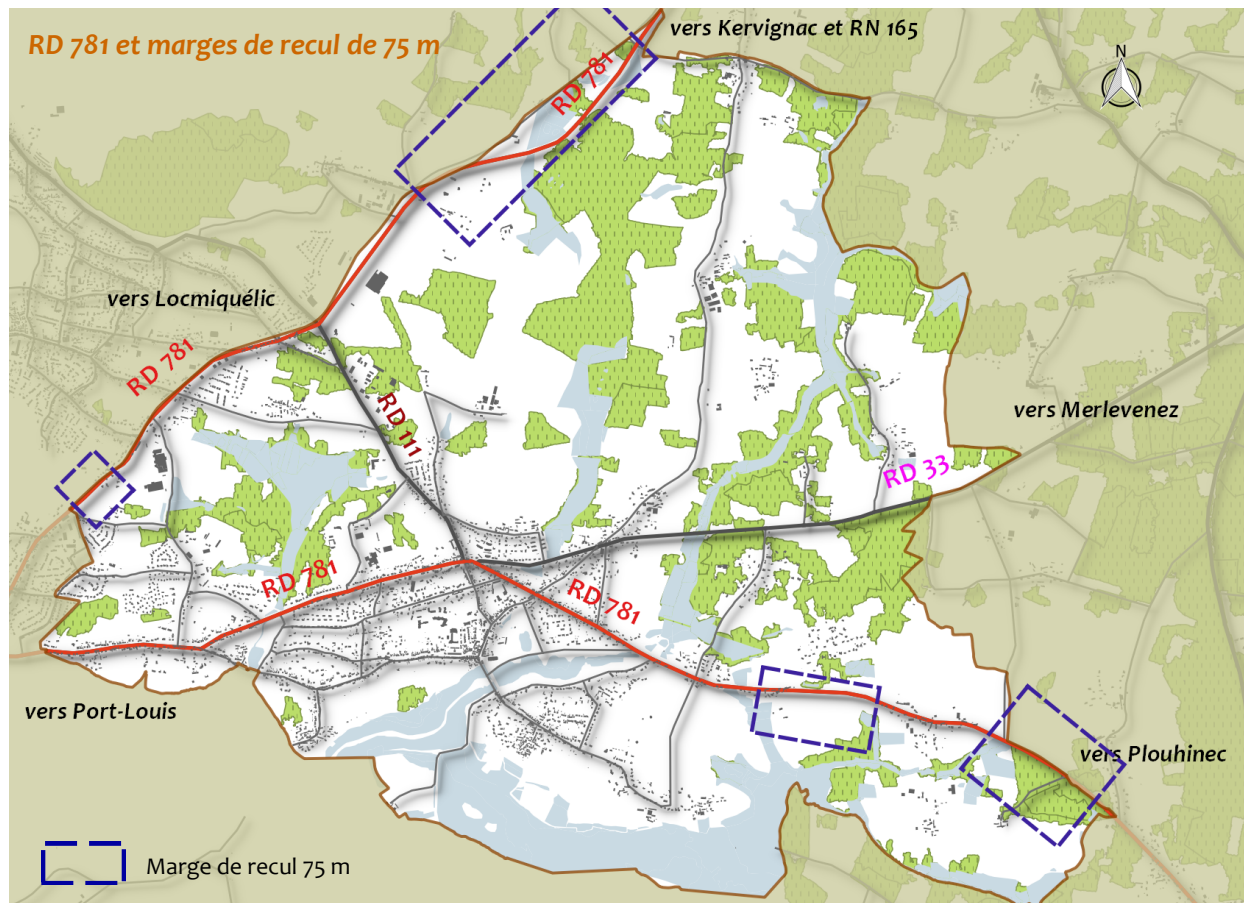 vers Kervignac et RN 165
RD 781 et marges de recul de 75 m
N
RD 781
vers Locmiquélic
RD 781
RD 111
vers Merlevenez
RD 33
RD 781
RD 781
vers Port-Louis
vers Plouhinec
Marge de recul 75 m